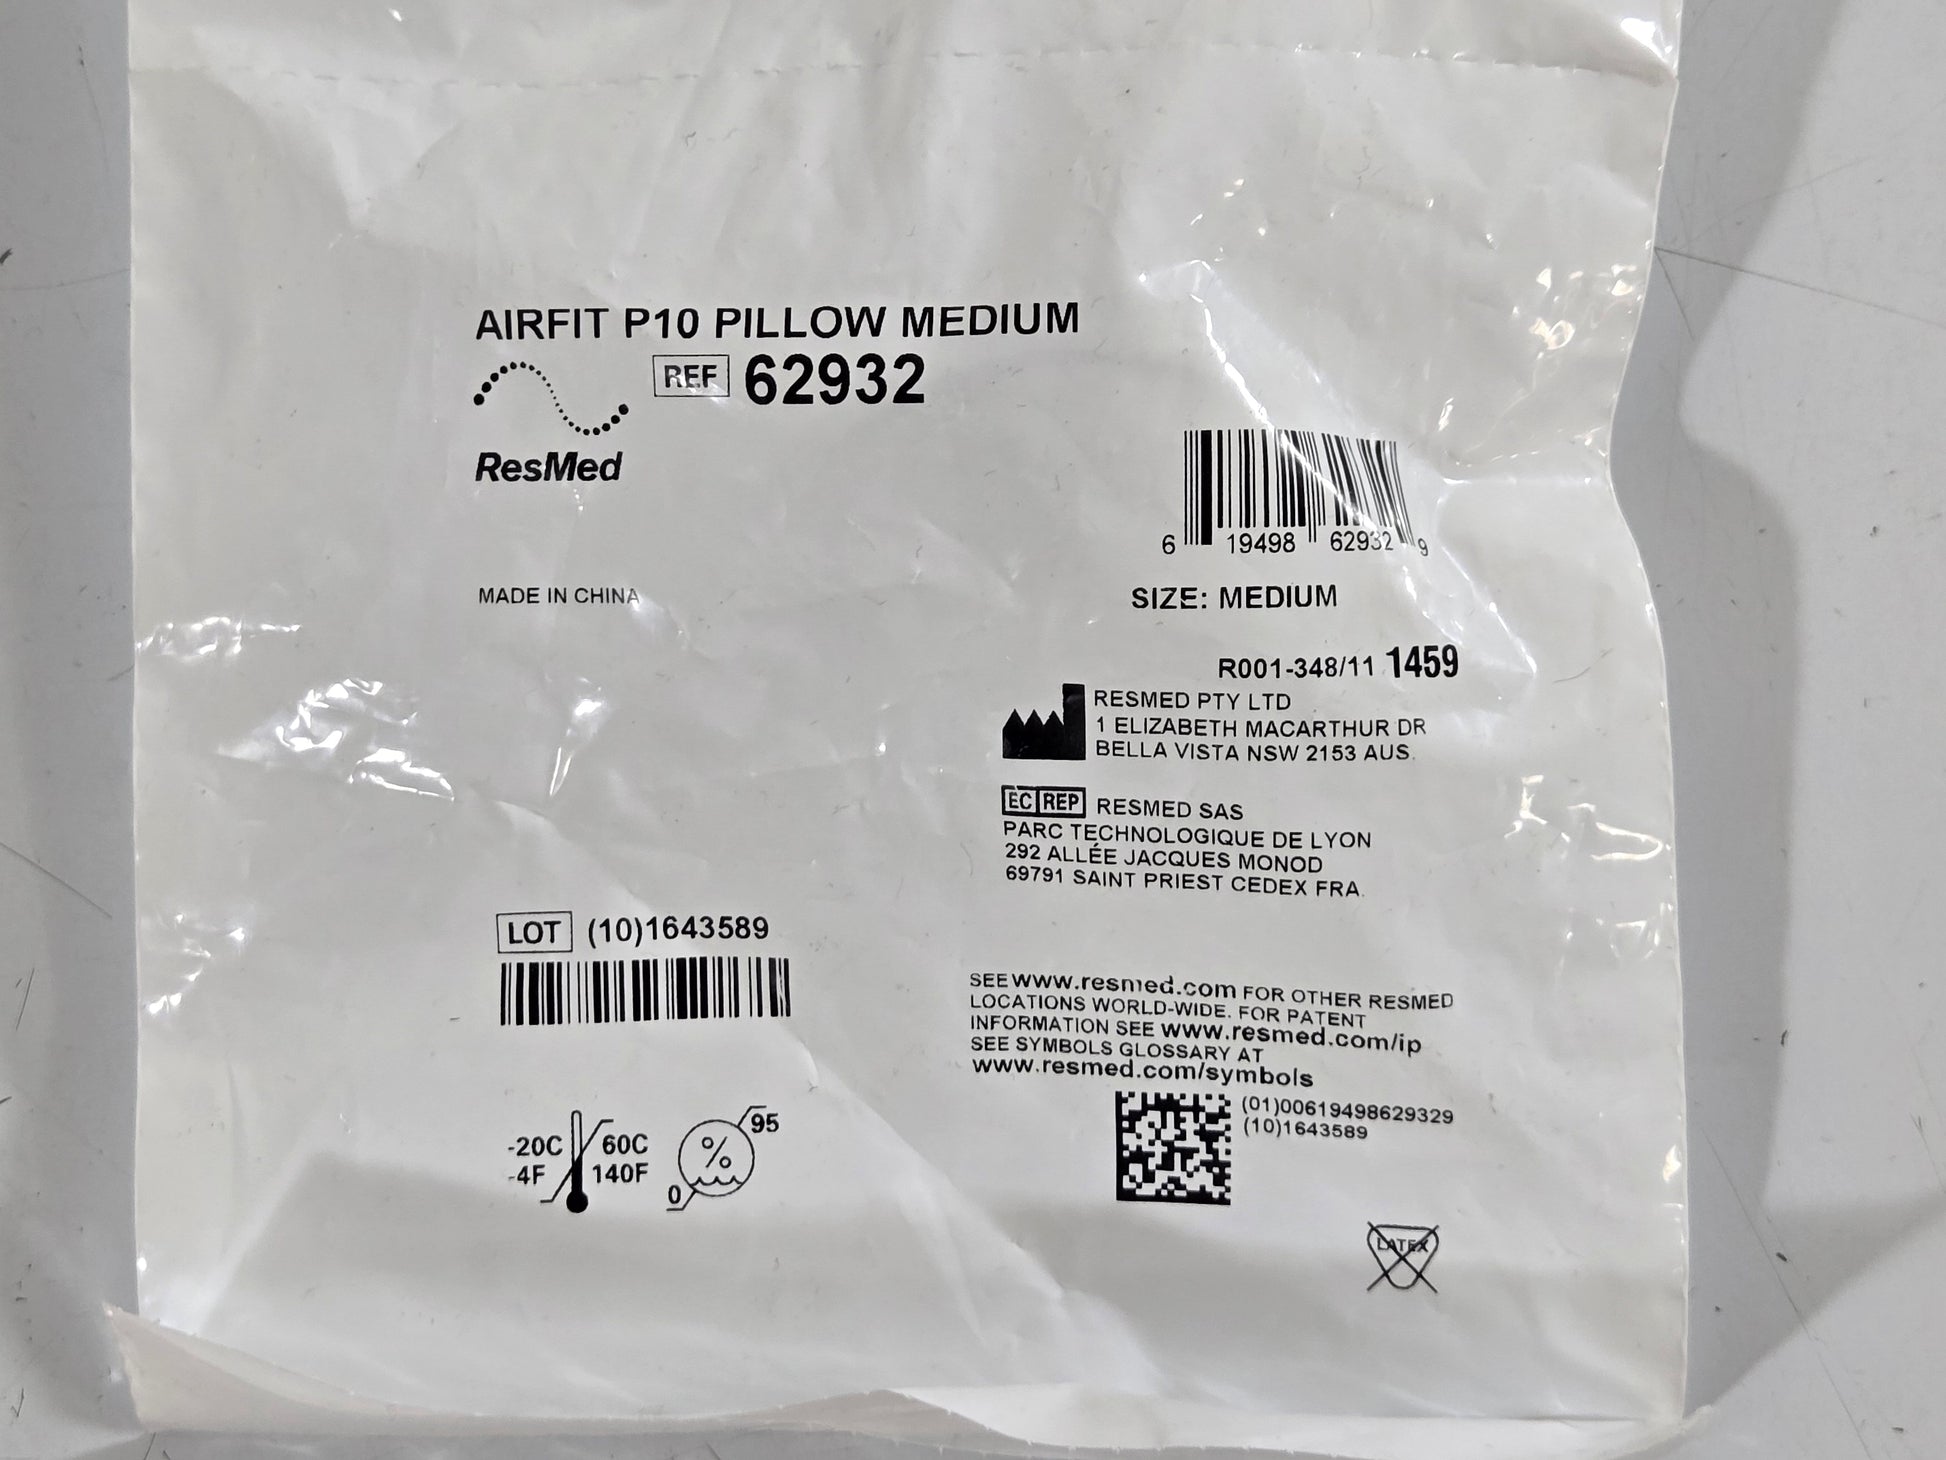 AIRFIT P10 PILLOW MEDIUM
REF 62932
ResMed
6 19498 62932 9
MADE IN CHINA
SIZE: MEDIUM
R001-348/11 1459
RESMED PTY LTD
1 ELIZABETH MACARTHUR DR
BELLA VISTA NSW 2153 AUS.
EC REP RESMED SAS
PARC TECHNOLOGIQUE DE LYON
292 ALLÉE JACQUES MONOD
69791 SAINT PRIEST CEDEX FRA.
LOT (10)1643589
SEE www.resmed.com FOR OTHER RESMED
LOCATIONS WORLD-WIDE. FOR PATENT
INFORMATION SEE www.resmed.com/ip
SEE SYMBOLS GLOSSARY AT
www.resmed.com/symbols
(01)00619498629329
(10)1643589
-20C 60C
-4F 140F
% 95
0
LATEX